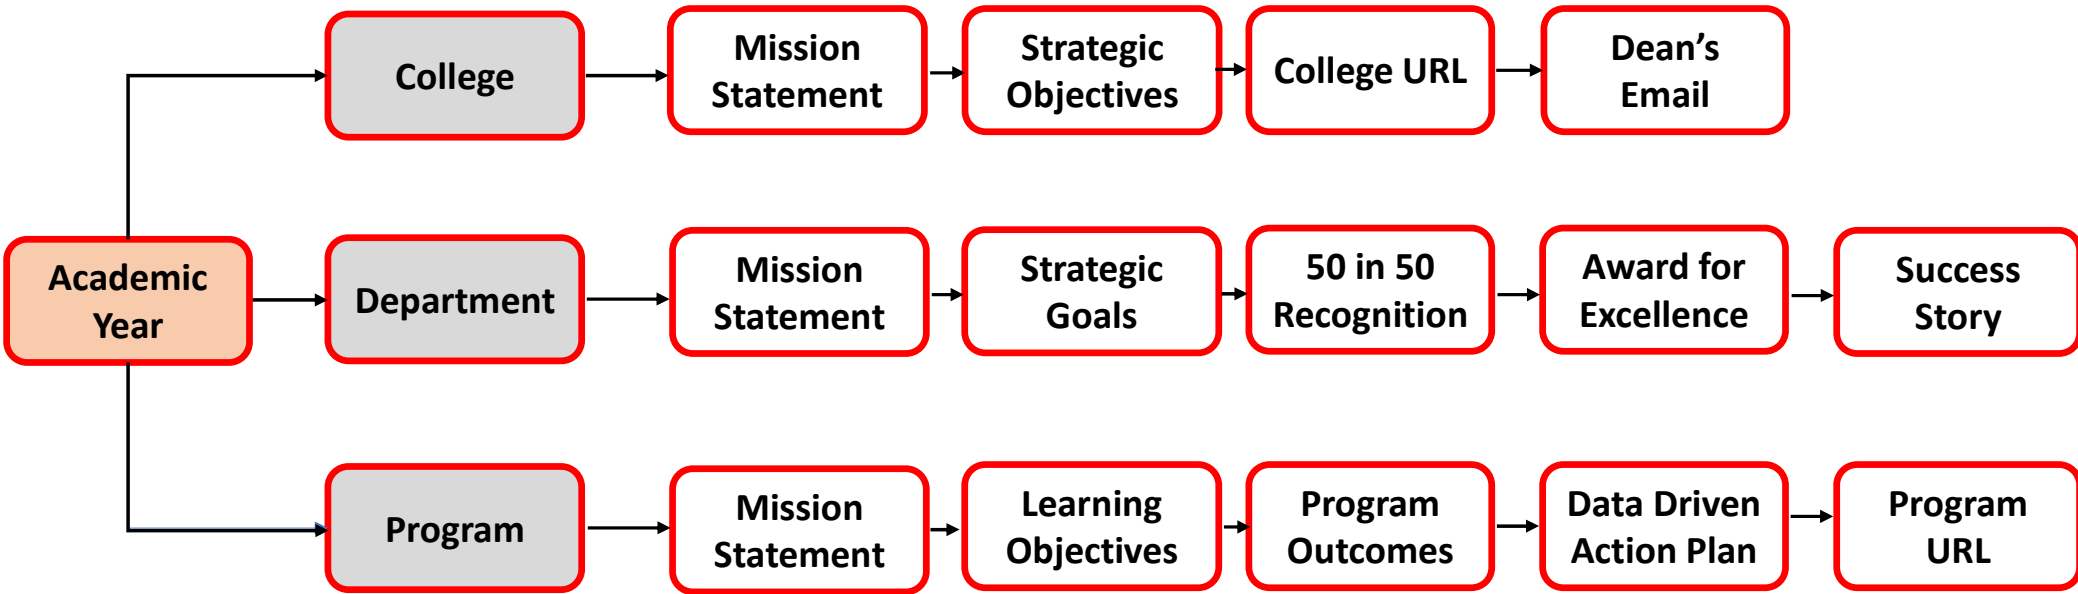 College
Mission
Statement
Strategic
Objectives
College URL
Dean’s
Email
Academic
Year
Department
Mission
Statement
Strategic
Goals
50 in 50
Recognition
Award for
Excellence
Success
Story
Program
Mission
Statement
Learning
Objectives
Program
Outcomes
Data Driven
Action Plan
Program
URL